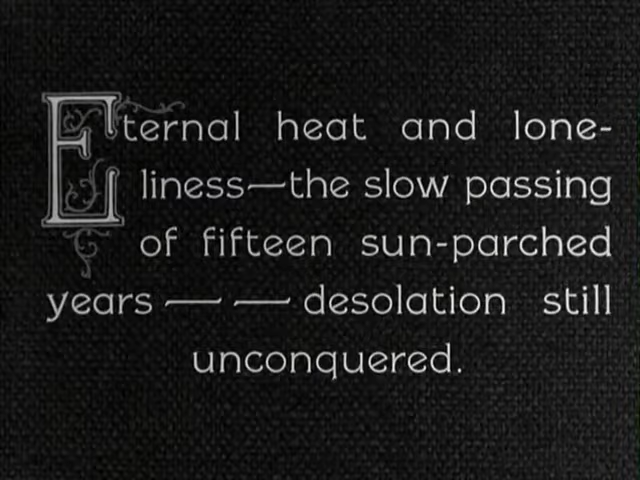 Eternal heat and lone-
liness—the slow passing
of fifteen sun-parched
years — — desolation still
unconquered.